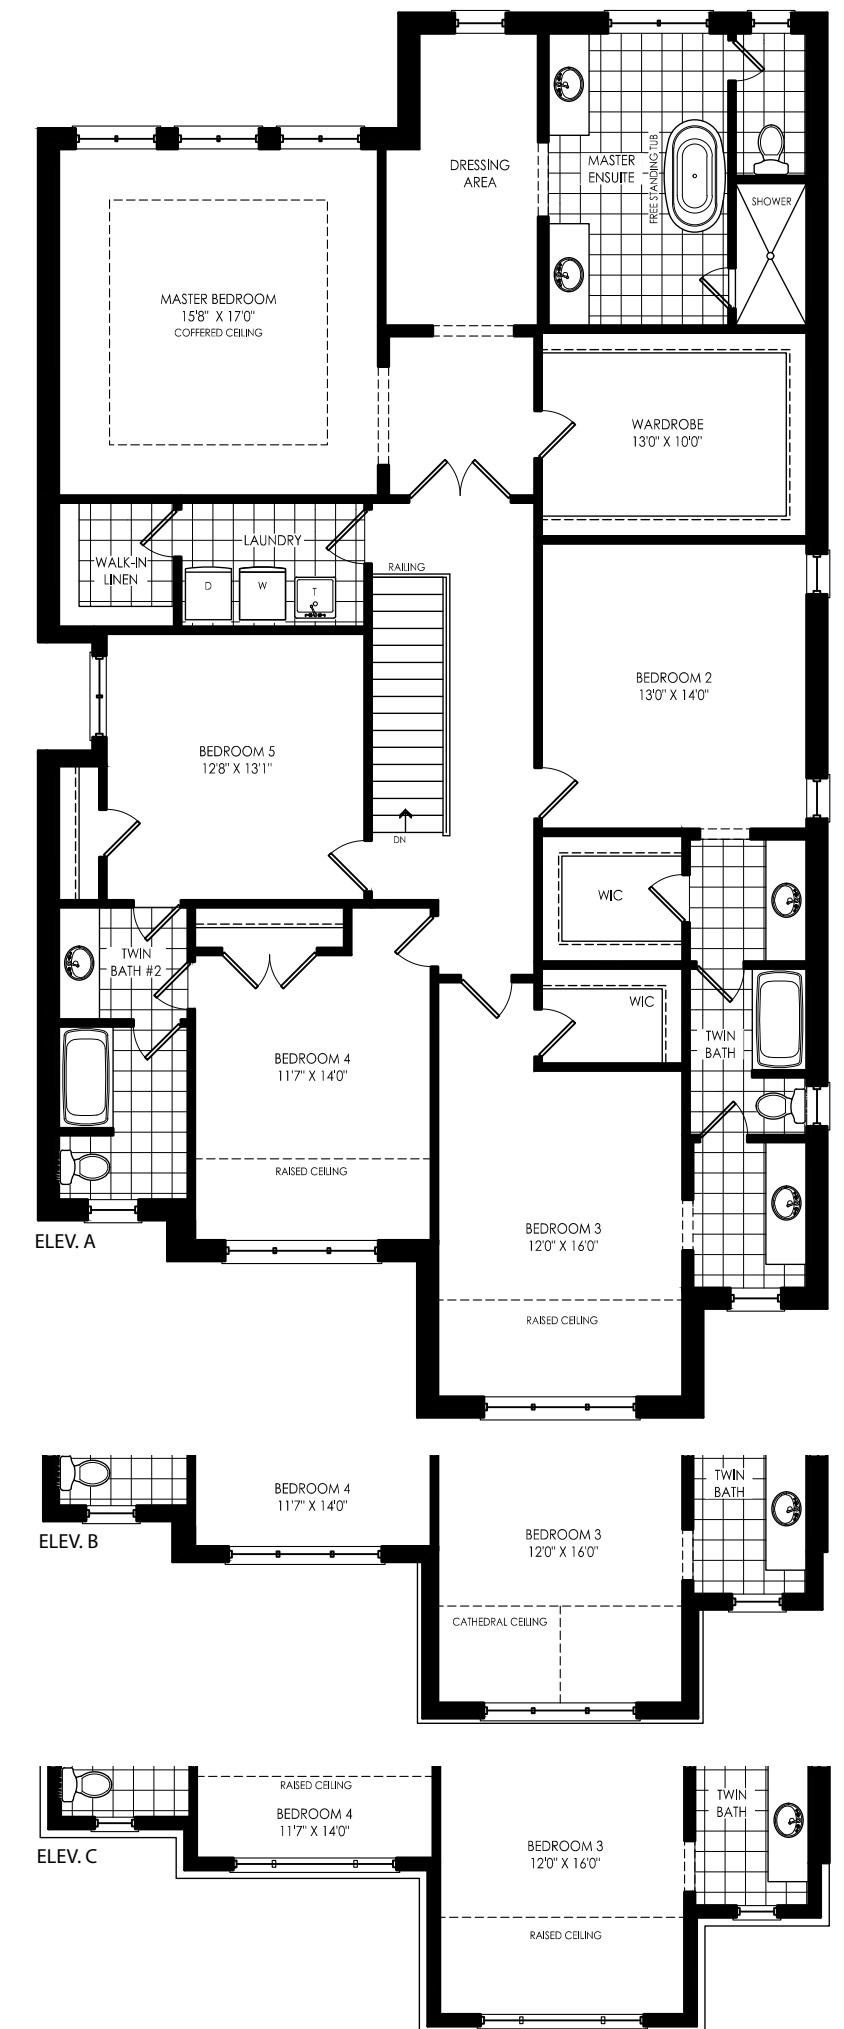 DRESSING
AREA
MASTER
ENSUITE
FREE STANDING TUB
SHOWER
MASTER BEDROOM
15'8" X 17'0"
COFFERED CEILING
WARDROBE
13'0" X 10'0"
LAUNDRY
WALK-IN
LINEN
D
W
T
RAILING
BEDROOM 2
13'0" X 14'0"
BEDROOM 5
12'8" X 13'1"
DN
WIC
TWIN
BATH #2
WIC
TWIN
BATH
BEDROOM 4
11'7" X 14'0"
RAISED CEILING
BEDROOM 3
12'0" X 16'0"
RAISED CEILING
ELEV. A
BEDROOM 4
11'7" X 14'0"
TWIN
BATH
BEDROOM 3
12'0" X 16'0"
ELEV. B
CATHEDRAL CEILING
RAISED CEILING
BEDROOM 4
11'7" X 14'0"
TWIN
BATH
BEDROOM 3
12'0" X 16'0"
ELEV. C
RAISED CEILING